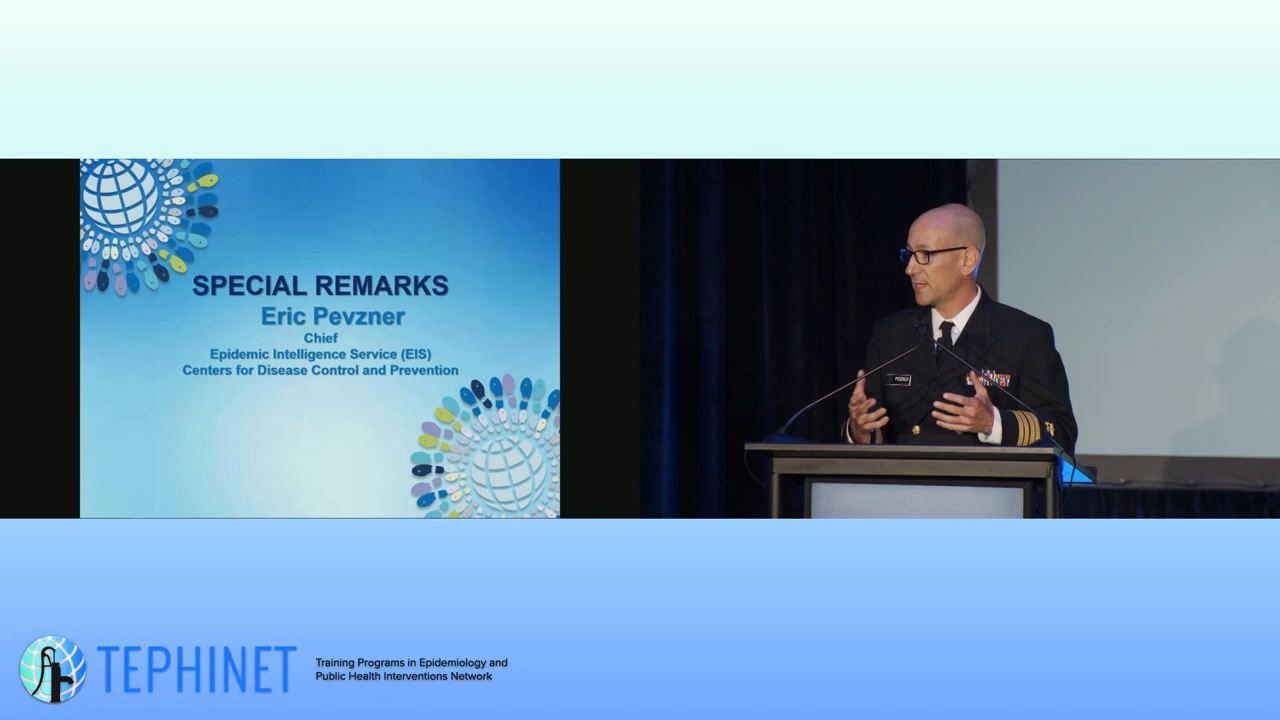 SPECIAL REMARKS
Eric Pevzner
Chief
Epidemic Intelligence Service (EIS)
Centers for Disease Control and Prevention
PEVZNER
TEPHINET
Training Programs in Epidemiology and
Public Health Interventions Network